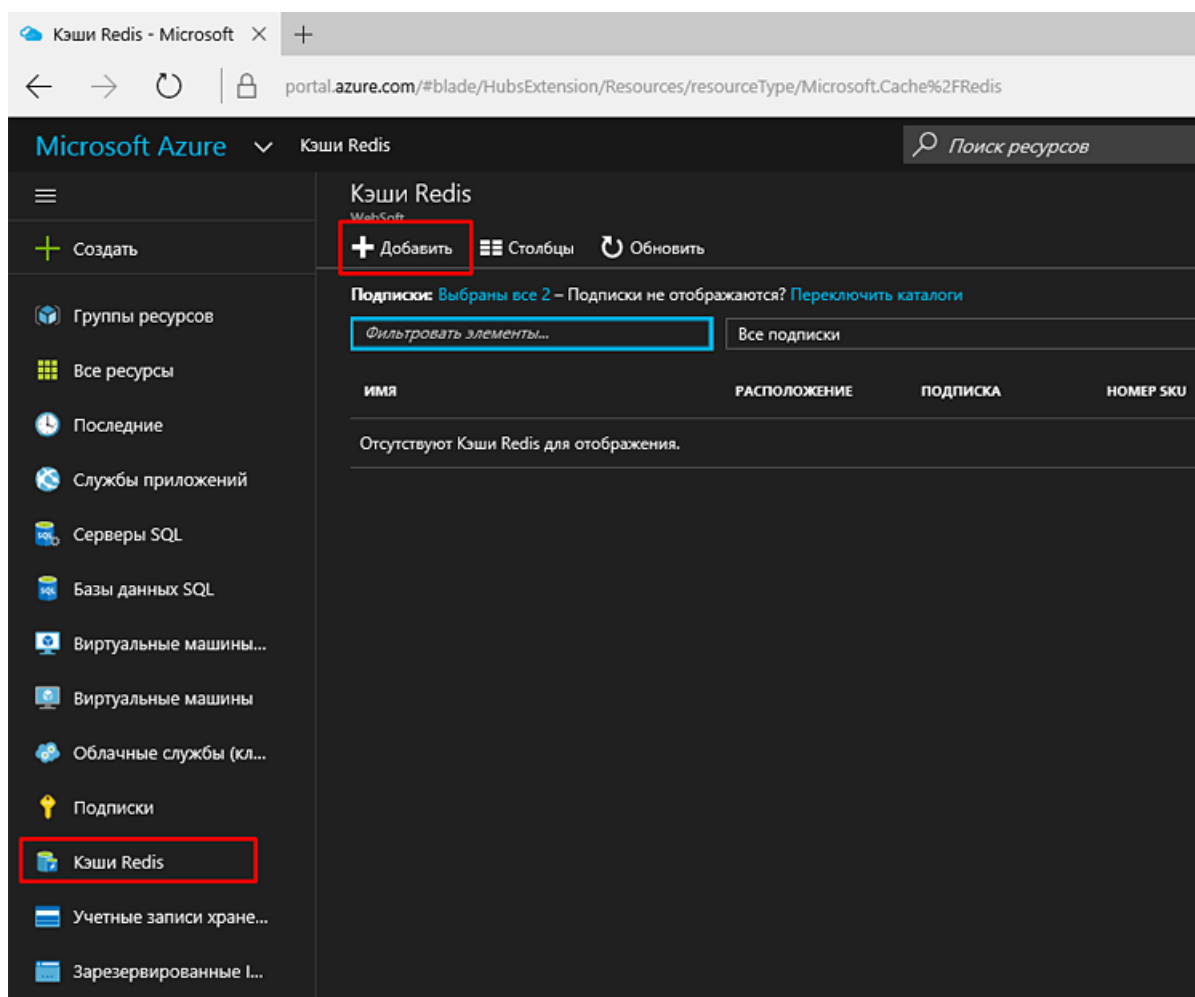 Кэши Redis - Microsoft
portal.azure.com/#blade/HubsExtension/Resources/resourceType/Microsoft.Cache%2FRedis
Microsoft Azure Кэши Redis Поиск ресурсов
Кэши Redis
WebSoft
Создать
Добавить Столбцы Обновить
Подписки: Выбраны все 2 – Подписки не отображаются? Переключить каталоги
Фильтровать элементы... Все подписки
ИМЯ РАСПОЛОЖЕНИЕ ПОДПИСКА НОМЕР SKU
Отсутствуют Кэши Redis для отображения.
Группы ресурсов
Все ресурсы
Последние
Службы приложений
Серверы SQL
Базы данных SQL
Виртуальные машины...
Виртуальные машины
Облачные службы (кл...
Подписки
Кэши Redis
Учетные записи хране...
Зарезервированные I...